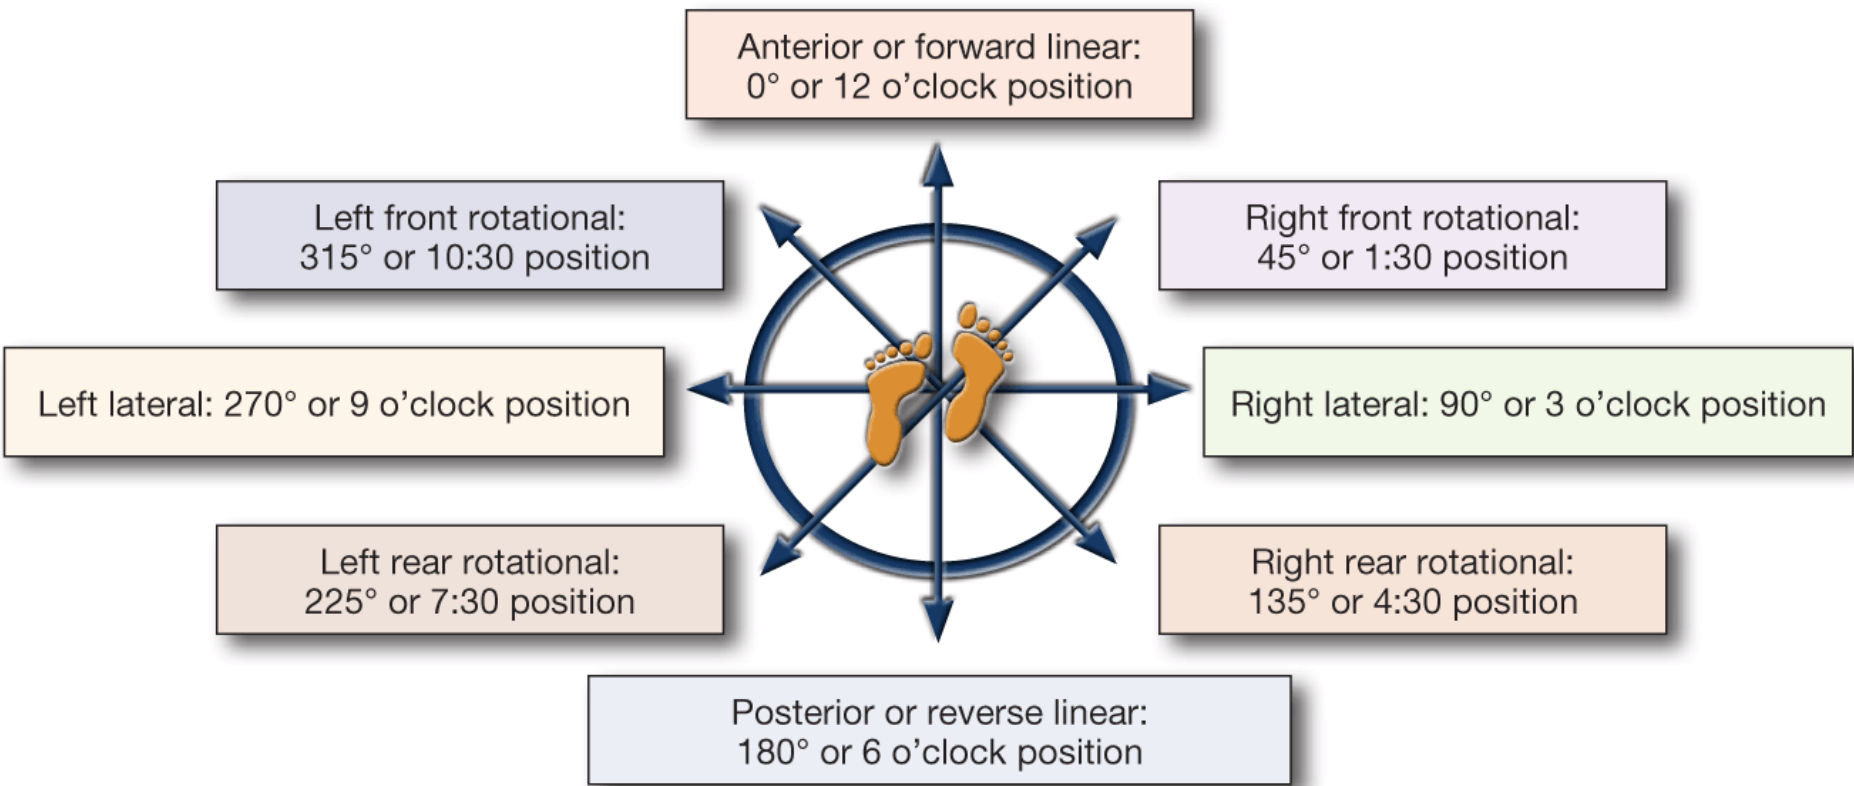 Anterior or forward linear:
0° or 12 o’clock position
Left front rotational:
315° or 10:30 position
Right front rotational:
45° or 1:30 position
Left lateral: 270° or 9 o’clock position
Right lateral: 90° or 3 o’clock position
Left rear rotational:
225° or 7:30 position
Right rear rotational:
135° or 4:30 position
Posterior or reverse linear:
180° or 6 o’clock position